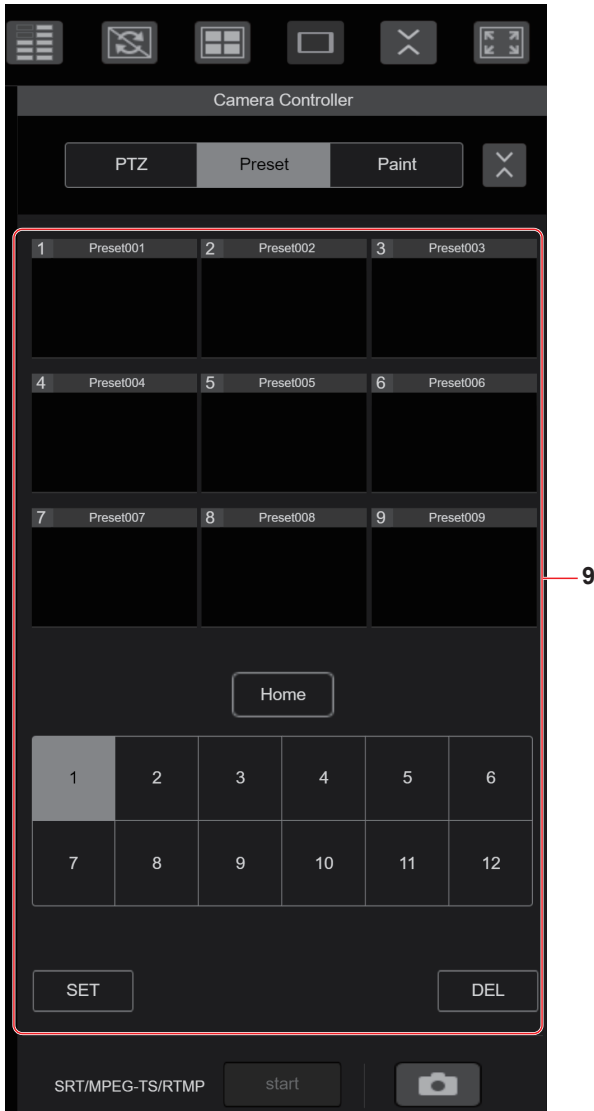 Camera Controller
PTZ Preset Paint
1 Preset001 2 Preset002 3 Preset003
4 Preset004 5 Preset005 6 Preset006
7 Preset007 8 Preset008 9 Preset009
9
Home
1 2 3 4 5 6
7 8 9 10 11 12
SET DEL
SRT/MPEG-TS/RTMP start